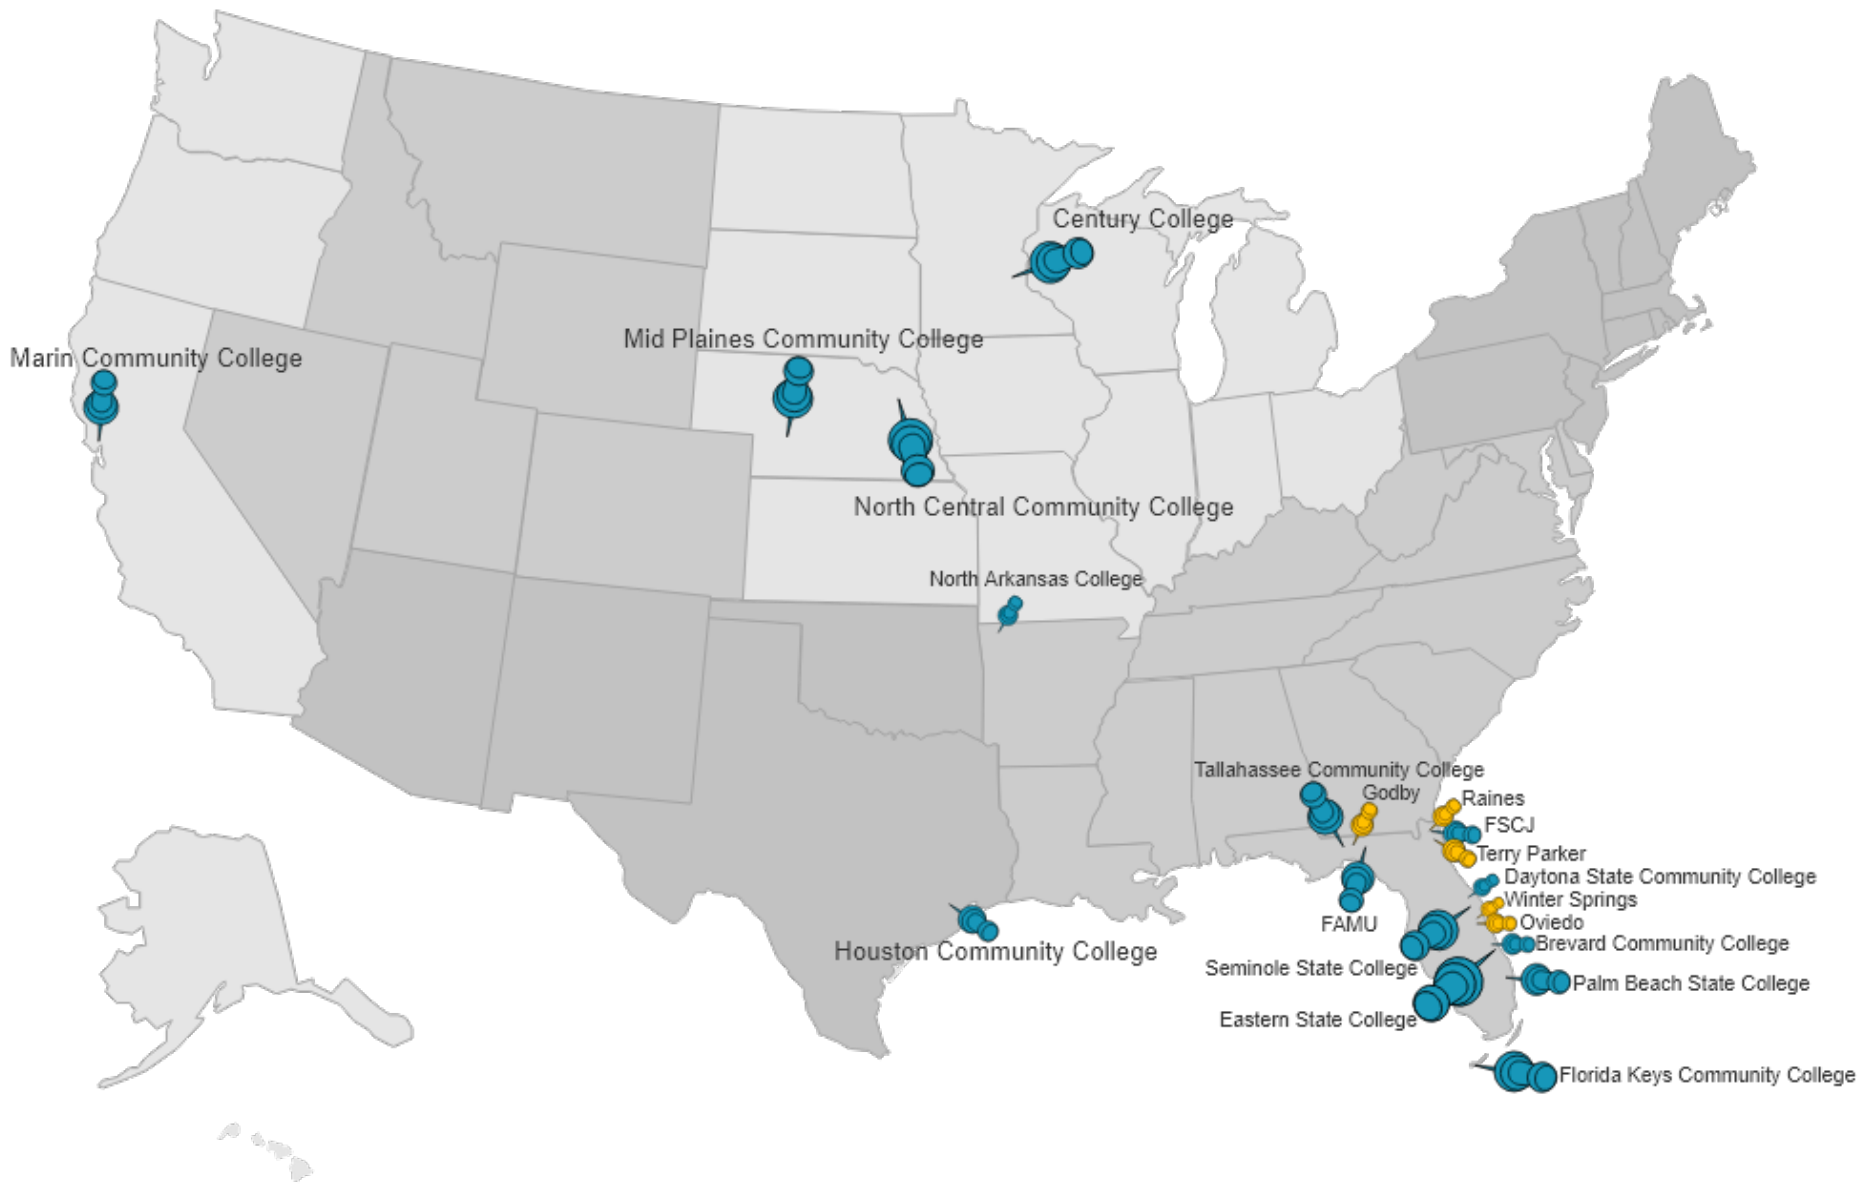 Century College
Mid Plaines Community College
Marin Community College
North Central Community College
North Arkansas College
Tallahassee Community College
Godby
Raines
FSCJ
Terry Parker
Daytona State Community College
Winter Springs
Oviedo
FAMU
Brevard Community College
Houston Community College
Seminole State College
Palm Beach State College
Eastern State College
Florida Keys Community College